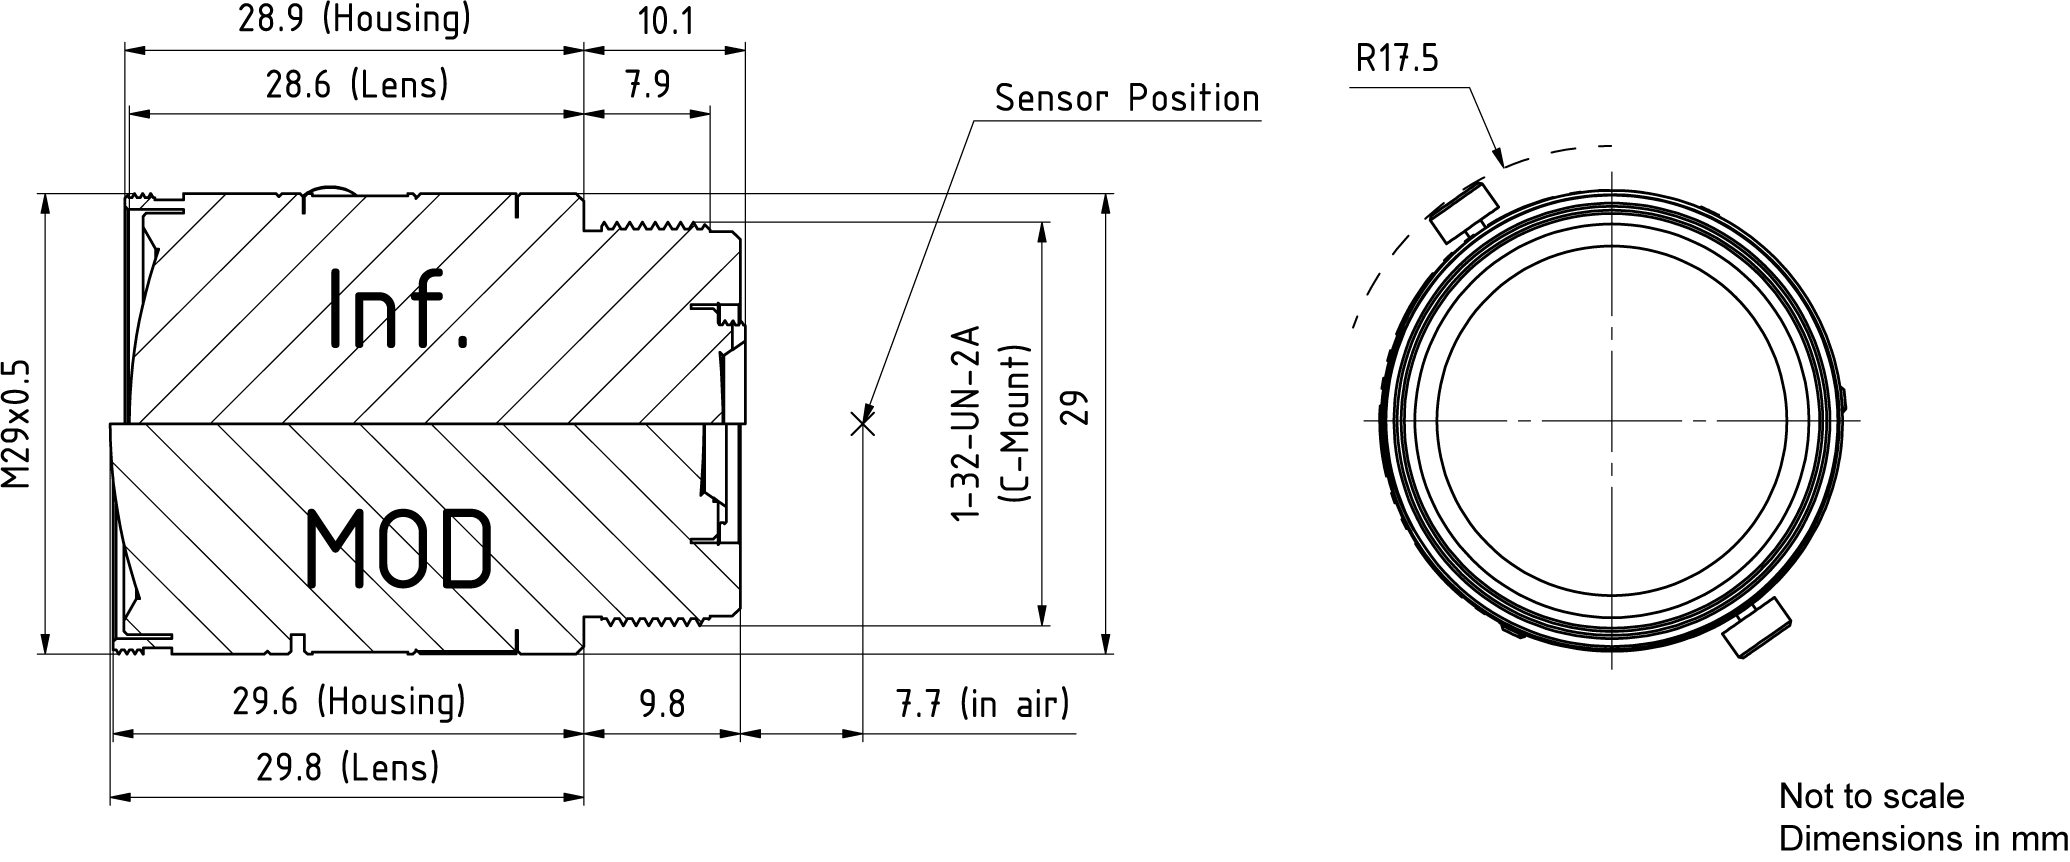 28.9 (Housing)
10.1
28.6 (Lens)
7.9
Sensor Position
R17.5
Inf.
MOD
M29x0.5
1-32-UN-2A
(C-Mount)
29
29.6 (Housing)
9.8
7.7 (in air)
29.8 (Lens)
Not to scale
Dimensions in mm